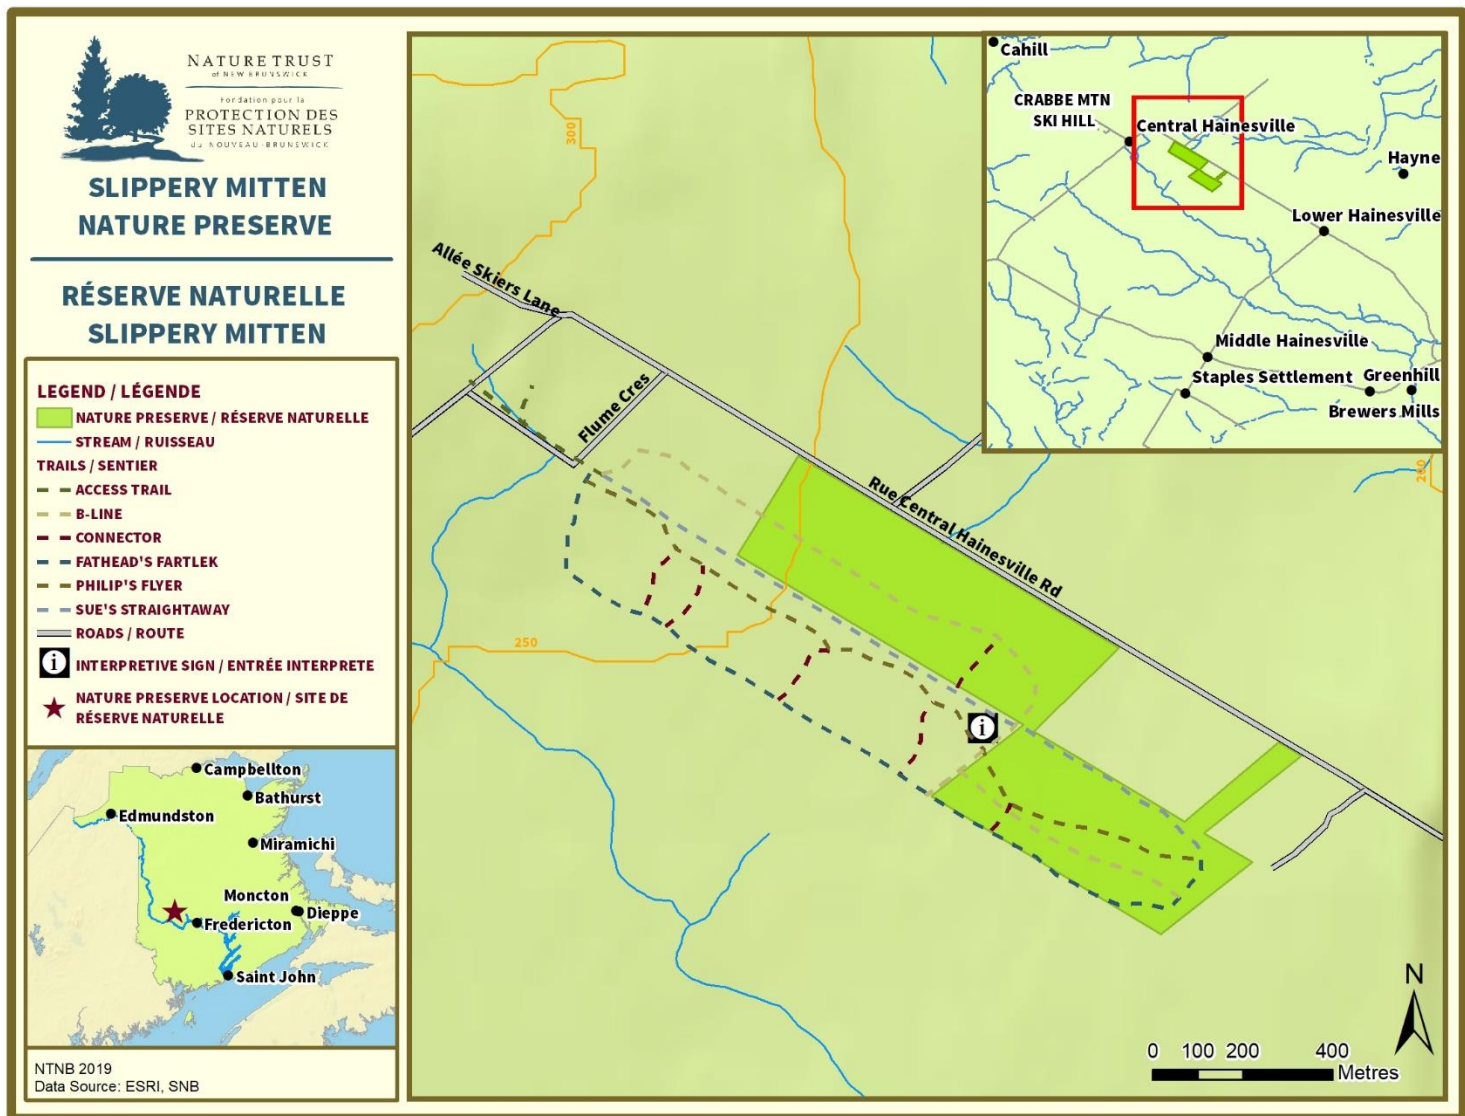 NATURE TRUST
of NEW BRUNSWICK
Fondation pour la
PROTECTION DES
SITES NATURELS
du NOUVEAU-BRUNSWICK
SLIPPERY MITTEN
NATURE PRESERVE
RÉSERVE NATURELLE
SLIPPERY MITTEN
LEGEND / LÉGENDE
NATURE PRESERVE / RÉSERVE NATURELLE
STREAM / RUISSEAU
TRAILS / SENTIER
ACCESS TRAIL
B-LINE
CONNECTOR
FATHEAD'S FARTLEK
PHILIP'S FLYER
SUE'S STRAIGHTAWAY
ROADS / ROUTE
i INTERPRETIVE SIGN / ENTRÉE INTERPRETE
NATURE PRESERVE LOCATION / SITE DE
RÉSERVE NATURELLE
Campbellton
Bathurst
Edmundston
Miramichi
Moncton
Dieppe
Fredericton
Saint John
NTNB 2019
Data Source: ESRI, SNB
300
Allée Skiers Lane
Flume Cres
Rue Central Hainesville Rd
250
200
i
Cahill
CRABBE MTN
SKI HILL
Central Hainesville
Hayne
Lower Hainesville
Middle Hainesville
Staples Settlement
Greenhill
Brewers Mills
N
0 100 200 400
Metres